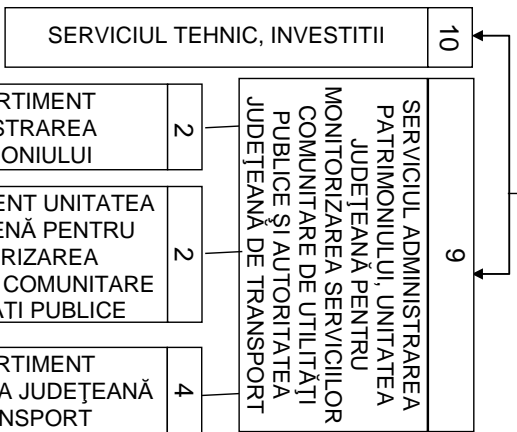 SERVICIUL TEHNIC, INVESTITII
10
SERVICIUL ADMINISTRAREA
PATRIMONIULUI, UNITATEA
JUDEŢEANĂ PENTRU
MONITORIZAREA SERVICIILOR
COMUNITARE DE UTILITĂŢI
PUBLICE ŞI AUTORITATEA
JUDEŢEANĂ DE TRANSPORT
9
RTIMENT
STRAREA
ONIULUI
2
ENT UNITATEA
ENĂ PENTRU
RIZAREA
COMUNITARE
ATI PUBLICE
2
RTIMENT
A JUDEŢEANĂ
ANSPORT
4